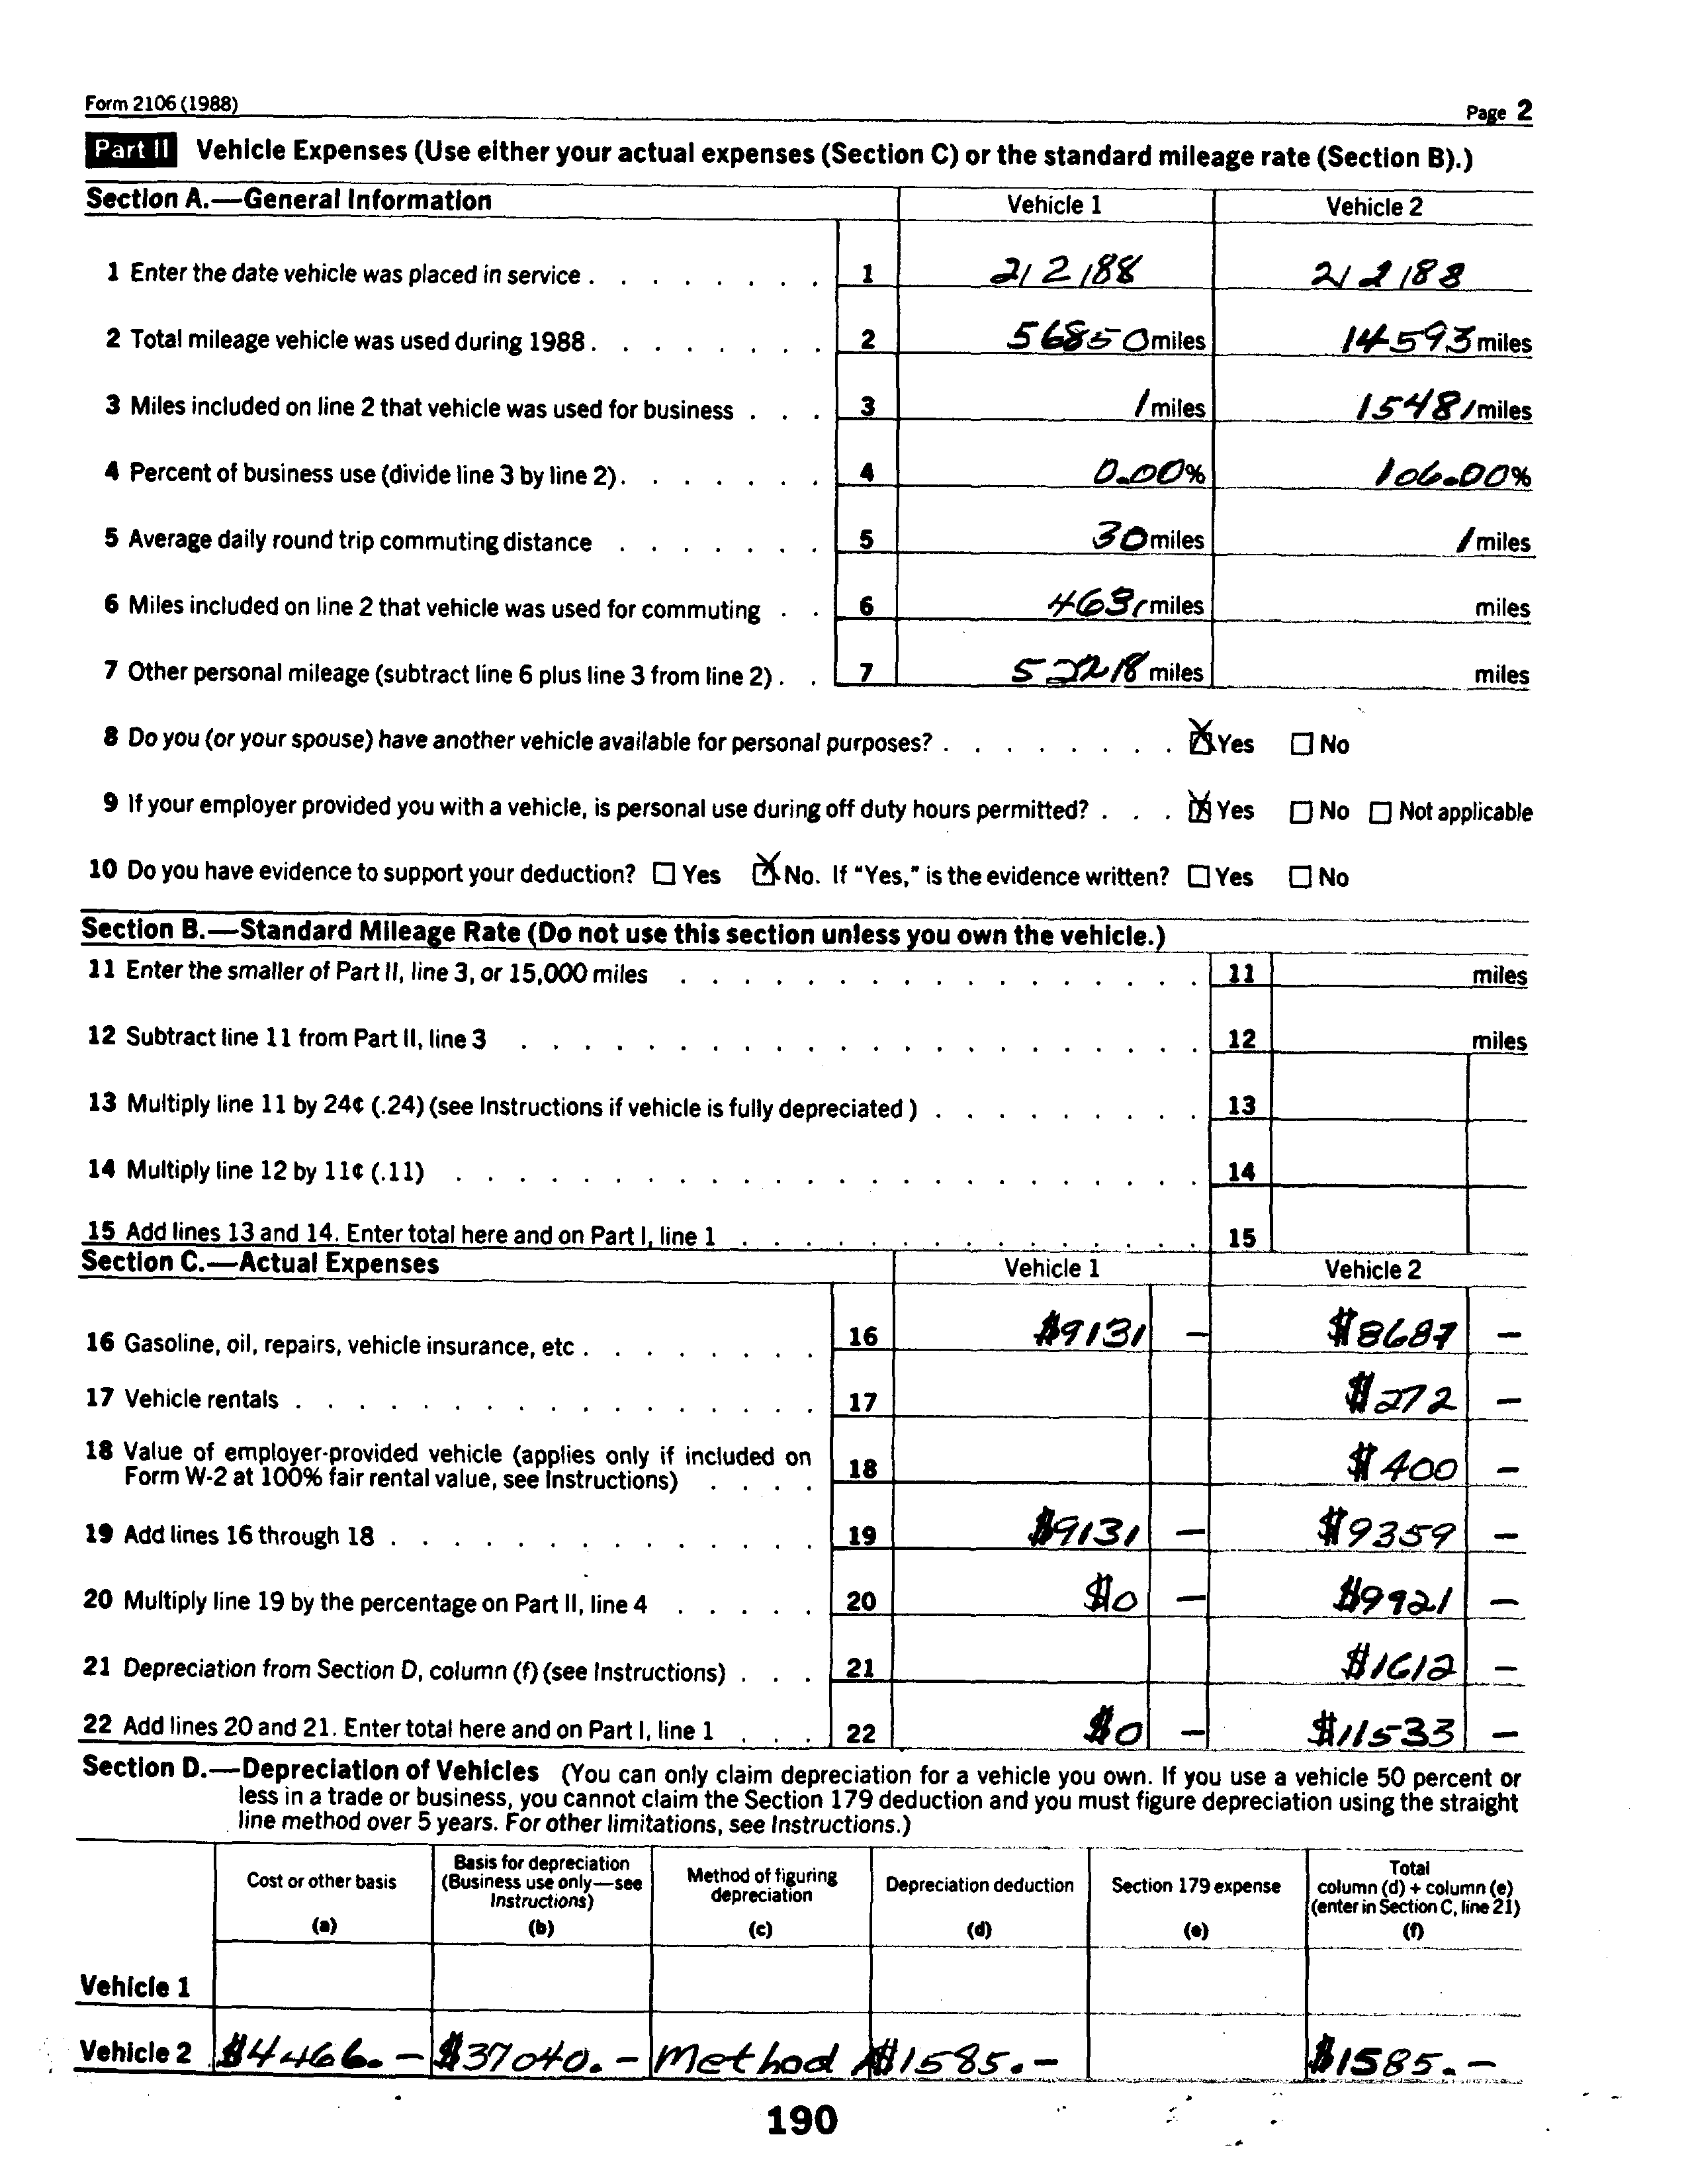 Form 2106 (1988) Page 2
Part II Vehicle Expenses (Use either your actual expenses (Section C) or the standard mileage rate (Section B).)
Section A.—General Information Vehicle 1 Vehicle 2
1 Enter the date vehicle was placed in service . . . . . . . . 1 2/ 2 /88 2/ 2 /88
2 Total mileage vehicle was used during 1988 . . . . . . . . 2 56850 miles 14593 miles
3 Miles included on line 2 that vehicle was used for business . . . 3 1 miles 15481 miles
4 Percent of business use (divide line 3 by line 2) . . . . . . . 4 0.00% 106.00%
5 Average daily round trip commuting distance . . . . . . . 5 30 miles 1 miles
6 Miles included on line 2 that vehicle was used for commuting . . 6 4631 miles miles
7 Other personal mileage (subtract line 6 plus line 3 from line 2) . . 7 52218 miles miles
8 Do you (or your spouse) have another vehicle available for personal purposes? . . . . . . . . ☒ Yes ☐ No
9 If your employer provided you with a vehicle, is personal use during off duty hours permitted? . . . ☒ Yes ☐ No ☐ Not applicable
10 Do you have evidence to support your deduction? ☐ Yes ☒ No. If "Yes," is the evidence written? ☐ Yes ☐ No
Section B.—Standard Mileage Rate (Do not use this section unless you own the vehicle.)
11 Enter the smaller of Part II, line 3, or 15,000 miles . . . . . . . . . . . . . . . . . 11 miles
12 Subtract line 11 from Part II, line 3 . . . . . . . . . . . . . . . . . . . . . . 12 miles
13 Multiply line 11 by 24¢ (.24) (see Instructions if vehicle is fully depreciated ) . . . . . . . . . 13
14 Multiply line 12 by 11¢ (.11) . . . . . . . . . . . . . . . . . . . . . . . . 14
15 Add lines 13 and 14. Enter total here and on Part I, line 1 . . . . . . . . . . . . . . . 15
Section C.—Actual Expenses Vehicle 1 Vehicle 2
16 Gasoline, oil, repairs, vehicle insurance, etc . . . . . . . . 16 $9131 – $8687 –
17 Vehicle rentals . . . . . . . . . . . . . . . . . 17 $272 –
18 Value of employer-provided vehicle (applies only if included on
Form W-2 at 100% fair rental value, see Instructions) . . . . 18 $400 –
19 Add lines 16 through 18 . . . . . . . . . . . . . . 19 $9131 – $9359 –
20 Multiply line 19 by the percentage on Part II, line 4 . . . . . 20 $0 – $9921 –
21 Depreciation from Section D, column (f) (see Instructions) . . . 21 $1612 –
22 Add lines 20 and 21. Enter total here and on Part I, line 1 . . . 22 $0 – $11533 –
Section D.—Depreciation of Vehicles (You can only claim depreciation for a vehicle you own. If you use a vehicle 50 percent or
less in a trade or business, you cannot claim the Section 179 deduction and you must figure depreciation using the straight
line method over 5 years. For other limitations, see Instructions.)
Cost or other basis
(a)
Basis for depreciation
(Business use only—see
Instructions)
(b)
Method of figuring
depreciation
(c)
Depreciation deduction
(d)
Section 179 expense
(e)
Total
column (d) + column (e)
(enter in Section C, line 21)
(f)
Vehicle 1
Vehicle 2 $4466. – $37040. – Method A $1585. – $1585. –
190